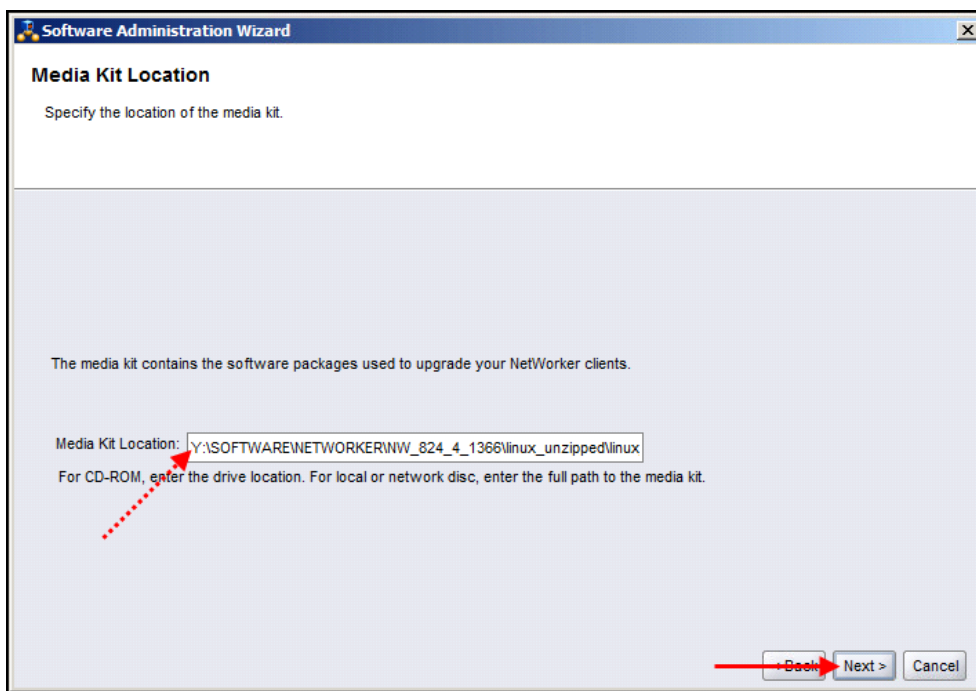 Software Administration Wizard
Media Kit Location
Specify the location of the media kit.
The media kit contains the software packages used to upgrade your NetWorker clients.
Media Kit Location: Y:\SOFTWARE\NETWORKER\NW_824_4_1366\linux_unzipped\linux
For CD-ROM, enter the drive location. For local or network disc, enter the full path to the media kit.
< Back Next > Cancel